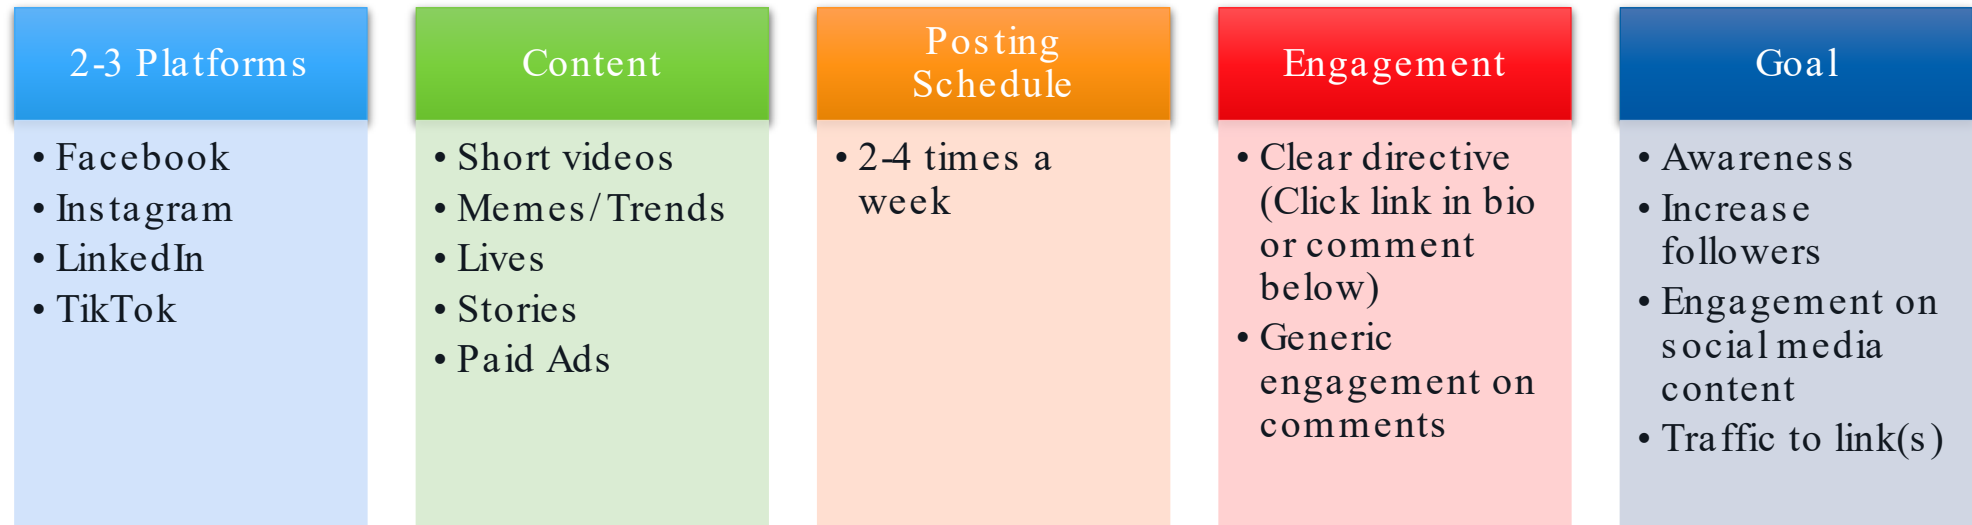 2-3 Platforms
• Facebook
• Instagram
• LinkedIn
• TikTok
Content
• Short videos
• Memes/Trends
• Lives
• Stories
• Paid Ads
Posting
Schedule
• 2-4 times a
week
Engagement
• Clear directive
(Click link in bio
or comment
below)
• Generic
engagement on
comments
Goal
• Awareness
• Increase
followers
• Engagement on
social media
content
• Traffic to link(s)